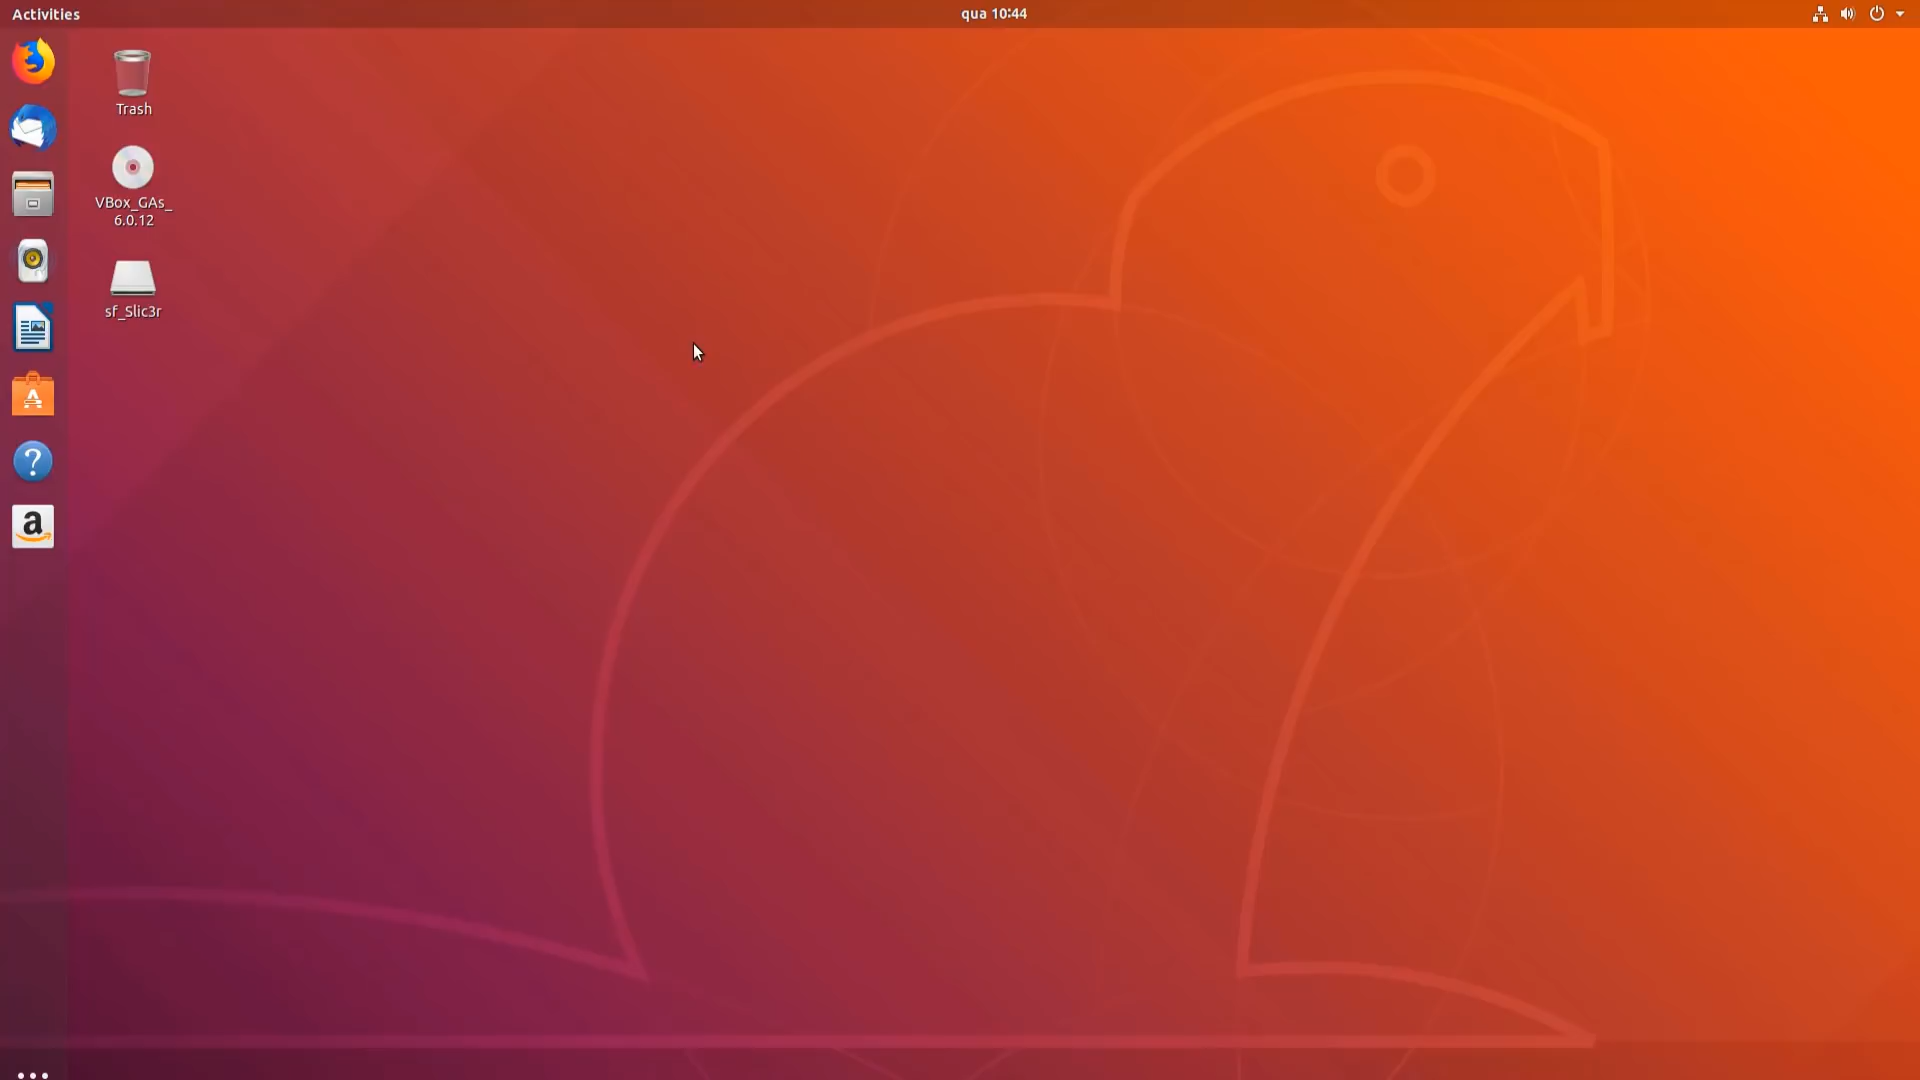 Activities
qua 10:44
Trash
VBox_GAs_
6.0.12
sf_Slic3r